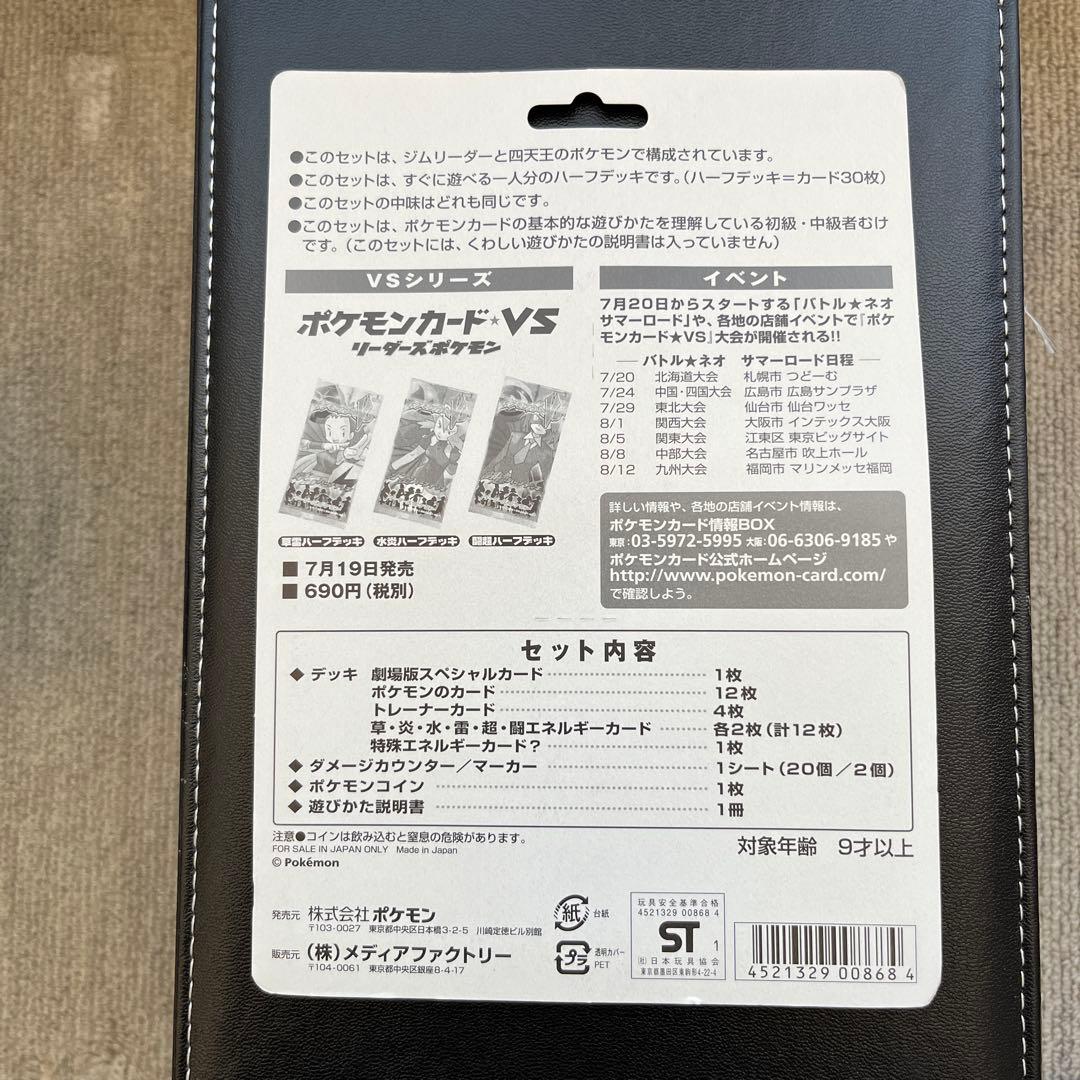 ●このセットは、ジムリーダーと四天王のポケモンで構成されています。
●このセットは、すぐに遊べる一人分のハーフデッキです。(ハーフデッキ＝カード30枚)
●このセットの中味はどれも同じです。
●このセットは、ポケモンカードの基本的な遊びかたを理解している初級・中級者むけ
です。(このセットには、くわしい遊びかたの説明書は入っていません)
VSシリーズ
ポケモンカード★VS
リーダーズポケモン
草雷ハーフデッキ 水炎ハーフデッキ 闘超ハーフデッキ
■ 7月19日発売
■ 690円(税別)
イベント
7月20日からスタートする「バトル★ネオ
サマーロード」や、各地の店舗イベントで『ポケ
モンカード★VS』大会が開催される!!
バトル★ネオ サマーロード日程
7/20 北海道大会 札幌市 つどーむ
7/24 中国・四国大会 広島市 広島サンプラザ
7/29 東北大会 仙台市 仙台ワッセ
8/1 関西大会 大阪市 インテックス大阪
8/5 関東大会 江東区 東京ビッグサイト
8/8 中部大会 名古屋市 吹上ホール
8/12 九州大会 福岡市 マリンメッセ福岡
詳しい情報や、各地の店舗イベント情報は、
ポケモンカード情報BOX
東京:03-5972-5995 大阪:06-6306-9185 や
ポケモンカード公式ホームページ
http://www.pokemon-card.com/
で確認しよう。
セット内容
◆ デッキ 劇場版スペシャルカード 1枚
ポケモンのカード 12枚
トレーナーカード 4枚
草・炎・水・雷・超・闘エネルギーカード 各2枚(計12枚)
特殊エネルギーカード? 1枚
◆ ダメージカウンター／マーカー 1シート(20個／2個)
◆ ポケモンコイン 1枚
◆ 遊びかた説明書 1冊
注意●コインは飲み込むと窒息の危険があります。
FOR SALE IN JAPAN ONLY Made in Japan
© Pokémon
対象年齢 9才以上
発売元 株式会社ポケモン
〒103-0027 東京都中央区日本橋3-2-5 川崎定徳ビル別館
販売元 (株)メディアファクトリー
〒104-0061 東京都中央区銀座8-4-17
紙 台紙
プラ 透明カバー
PET
玩具安全基準合格
4521329 00868 4
ST 1
(社)日本玩具協会
東京都墨田区東駒形4-22-4
4521329 008684